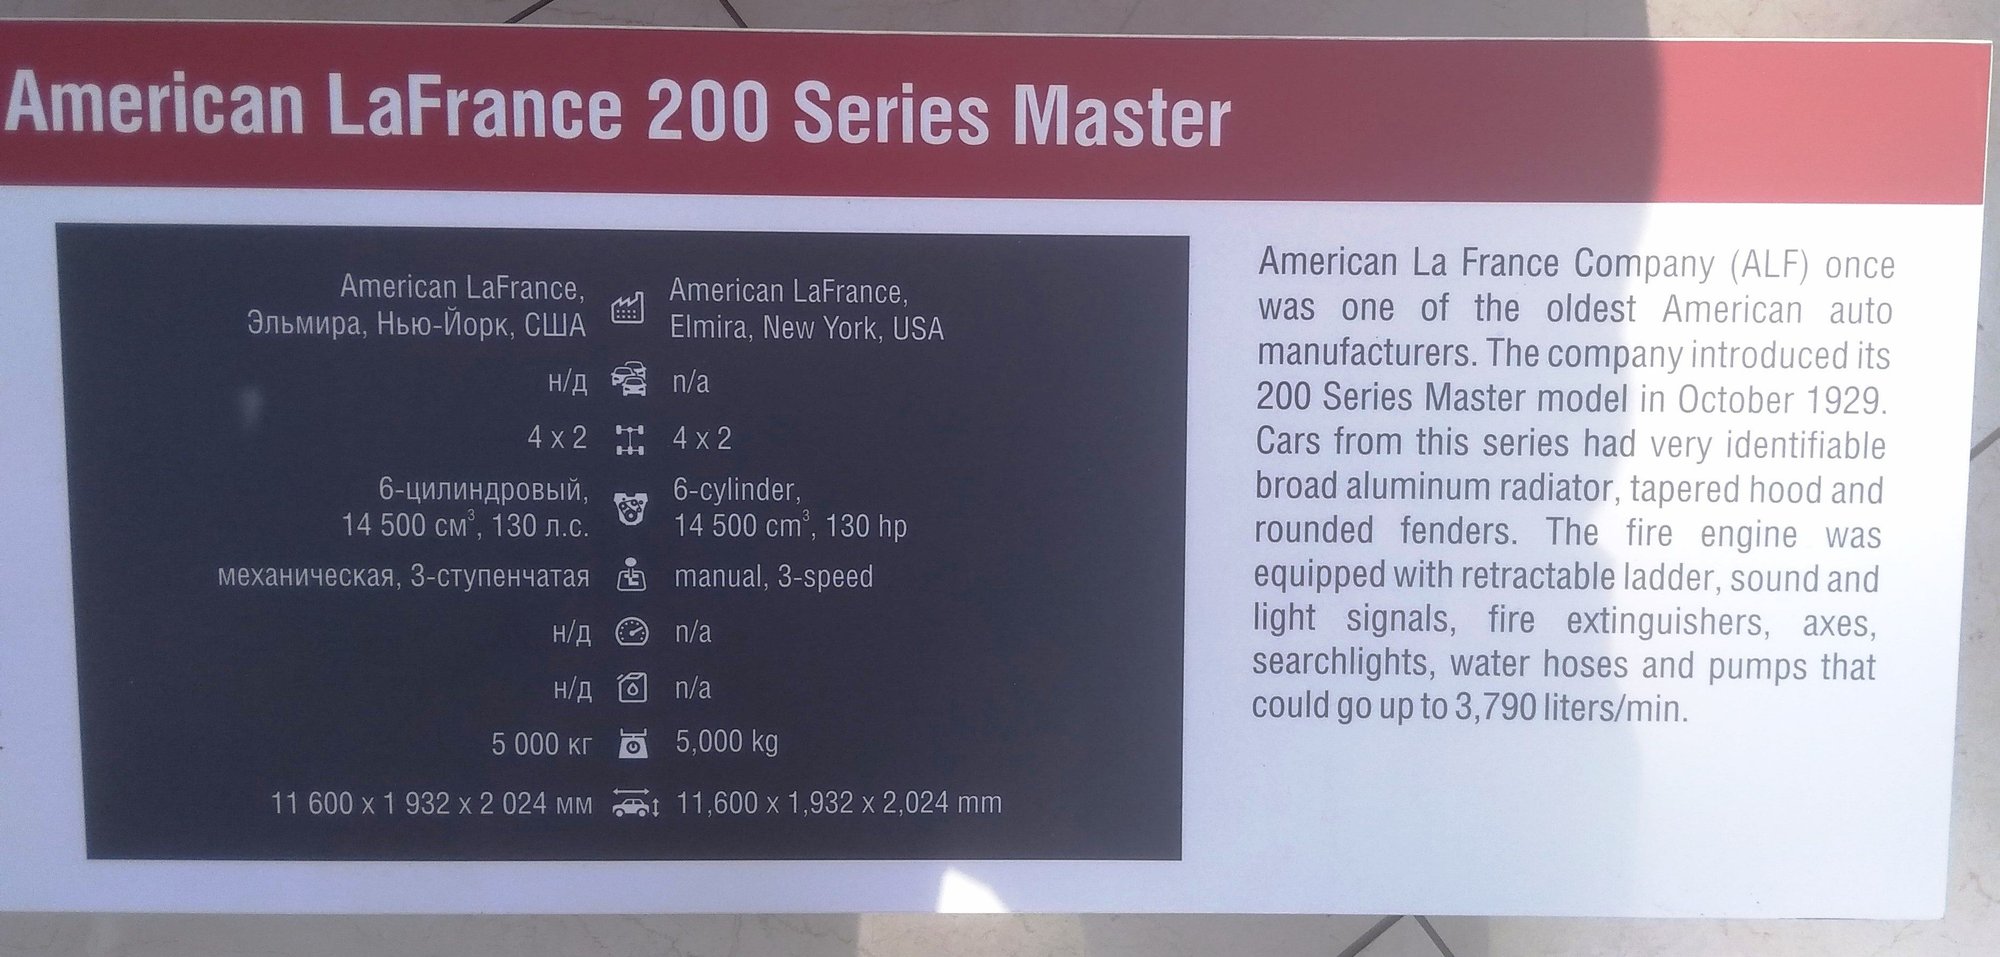 American LaFrance 200 Series Master
American LaFrance,
Эльмира, Нью-Йорк, США
н/д
4 x 2
6-цилиндровый,
14 500 см³, 130 л.с.
механическая, 3-ступенчатая
н/д
н/д
5 000 кг
11 600 x 1 932 x 2 024 мм
American LaFrance,
Elmira, New York, USA
n/a
4 x 2
6-cylinder,
14 500 cm³, 130 hp
manual, 3-speed
n/a
n/a
5,000 kg
11,600 x 1,932 x 2,024 mm
American La France Company (ALF) once
was one of the oldest American auto
manufacturers. The company introduced its
200 Series Master model in October 1929.
Cars from this series had very identifiable
broad aluminum radiator, tapered hood and
rounded fenders. The fire engine was
equipped with retractable ladder, sound and
light signals, fire extinguishers, axes,
searchlights, water hoses and pumps that
could go up to 3,790 liters/min.